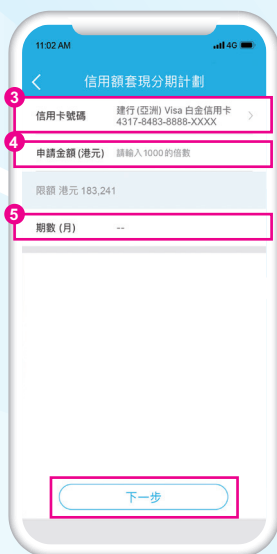 11:02 AM 4G
信用額套現分期計劃
3
信用卡號碼 建行(亞洲) Visa 白金信用卡
4317-8483-8888-XXXX
4
申請金額(港元) 請輸入1000的倍數
限額 港元 183,241
5
期數 (月) --
下一步